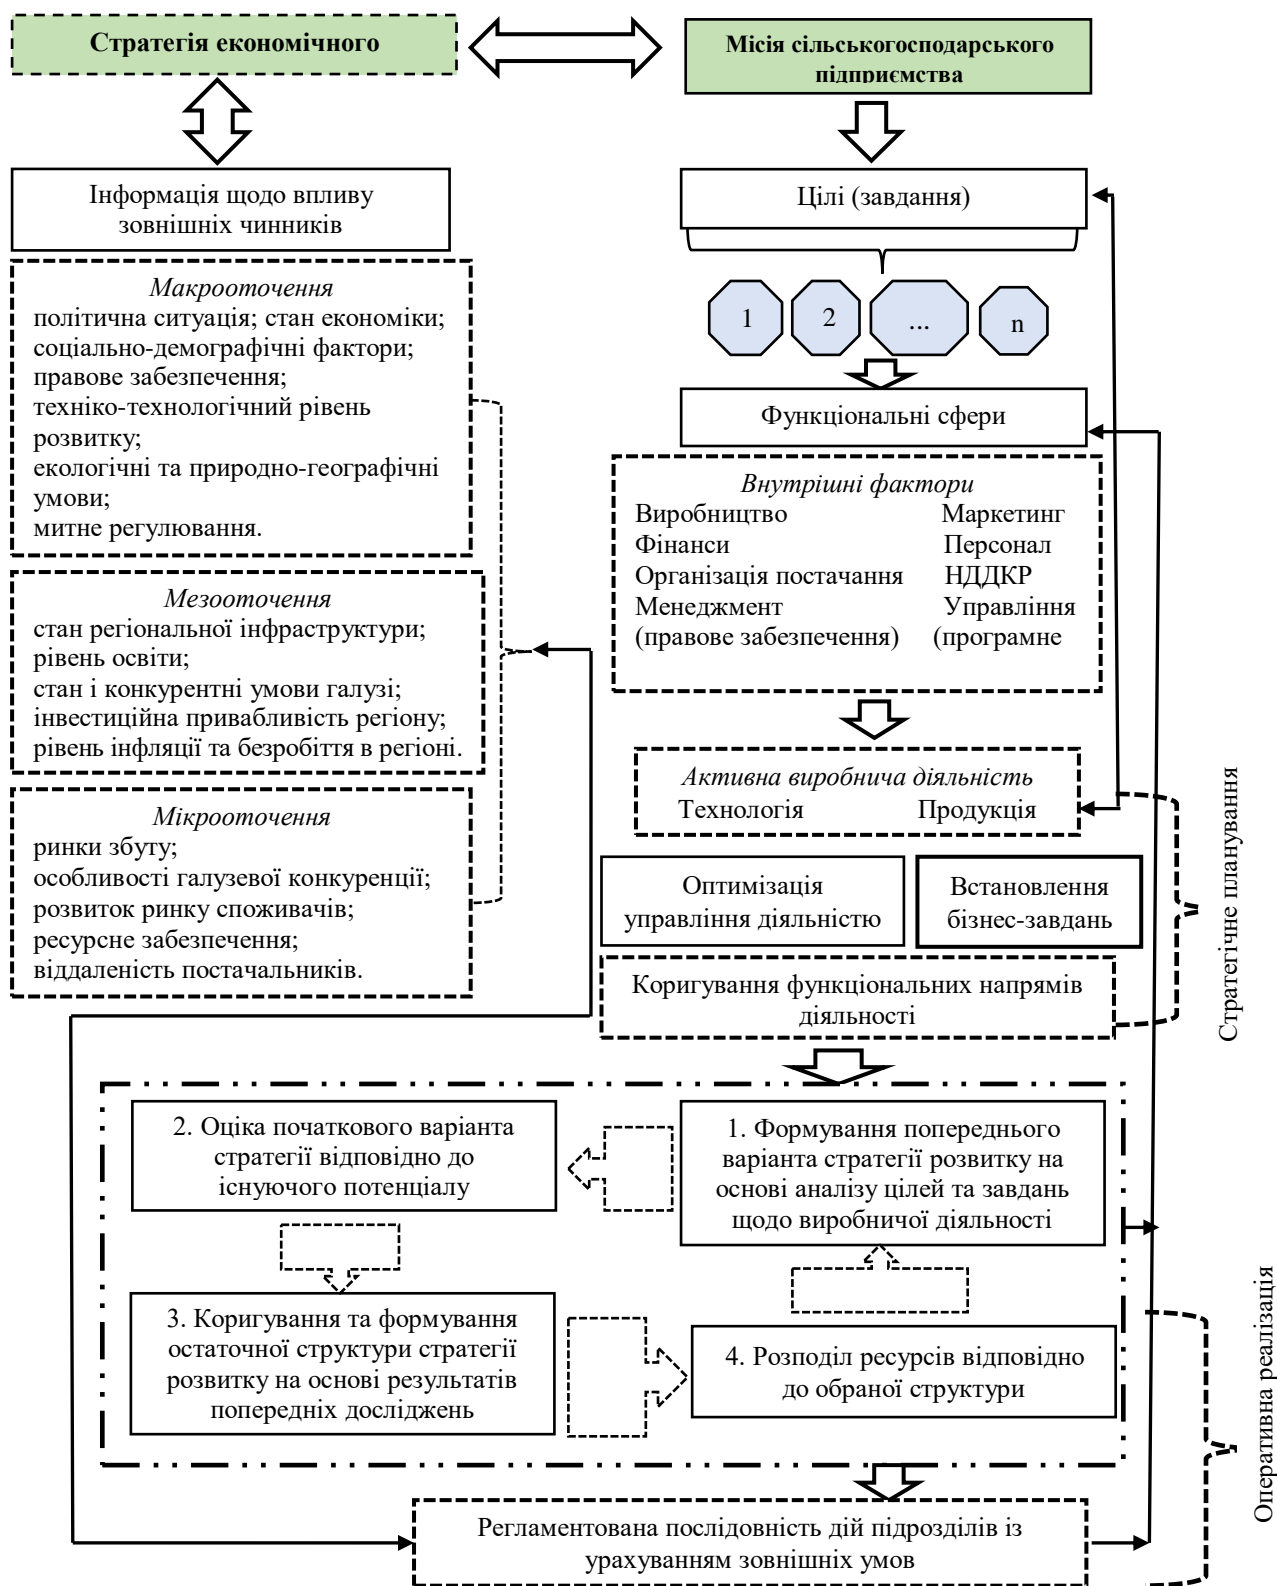 Стратегія економічного
Місія сільськогосподарського
підприємства
Інформація щодо впливу
зовнішніх чинників
Макрооточення
політична ситуація; стан економіки;
соціально-демографічні фактори;
правове забезпечення;
техніко-технологічний рівень
розвитку;
екологічні та природно-географічні
умови;
митне регулювання.
Мезооточення
стан регіональної інфраструктури;
рівень освіти;
стан і конкурентні умови галузі;
інвестиційна привабливість регіону;
рівень інфляції та безробіття в регіоні.
Мікрооточення
ринки збуту;
особливості галузевої конкуренції;
розвиток ринку споживачів;
ресурсне забезпечення;
віддаленість постачальників.
Цілі (завдання)
1 2 ... n
Функціональні сфери
Внутрішні фактори
Виробництво Маркетинг
Фінанси Персонал
Організація постачання НДДКР
Менеджмент Управління
(правове забезпечення) (програмне
Активна виробнича діяльність
Технологія Продукція
Оптимізація
управління діяльністю
Встановлення
бізнес-завдань
Коригування функціональних напрямів
діяльності
Стратегічне планування
1. Формування попереднього
варіанта стратегії розвитку на
основі аналізу цілей та завдань
щодо виробничої діяльності
2. Оцінка початкового варіанта
стратегії відповідно до
існуючого потенціалу
3. Коригування та формування
остаточної структури стратегії
розвитку на основі результатів
попередніх досліджень
4. Розподіл ресурсів відповідно
до обраної структури
Оперативна реалізація
Регламентована послідовність дій підрозділів із
урахуванням зовнішніх умов